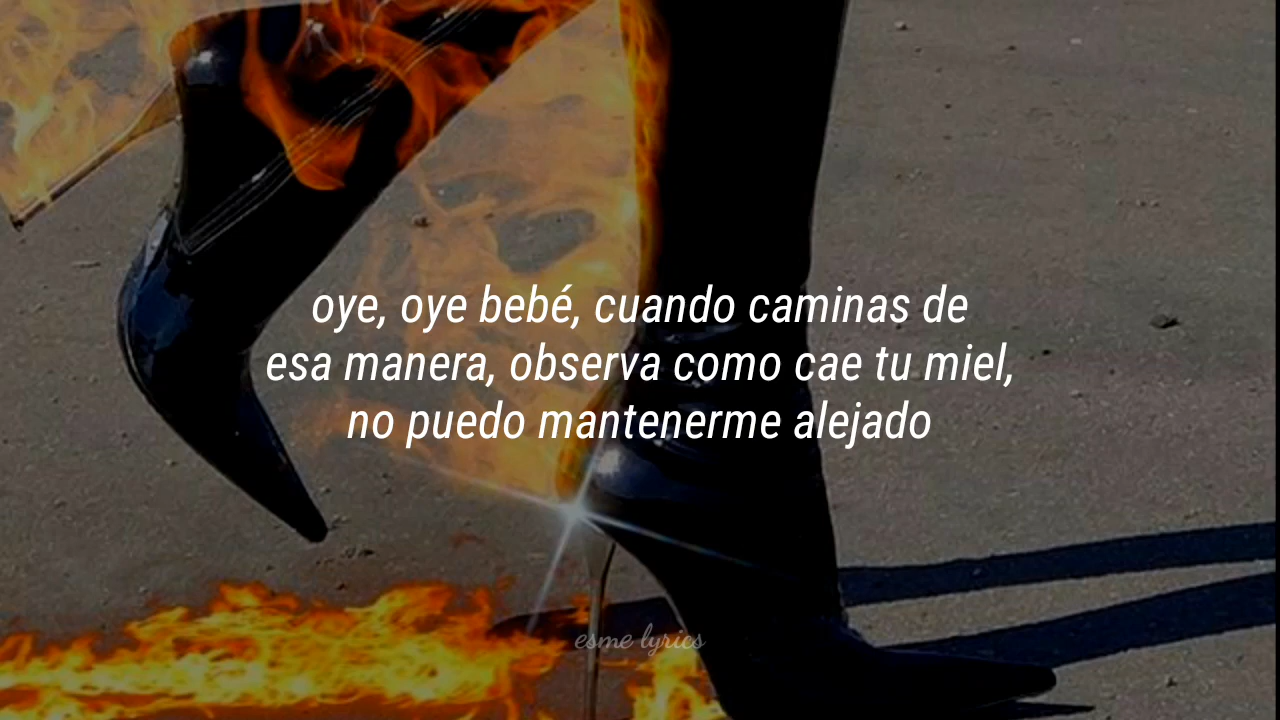 oye, oye bebé, cuando caminas de
esa manera, observa como cae tu miel,
no puedo mantenerme alejado
esme lyrics